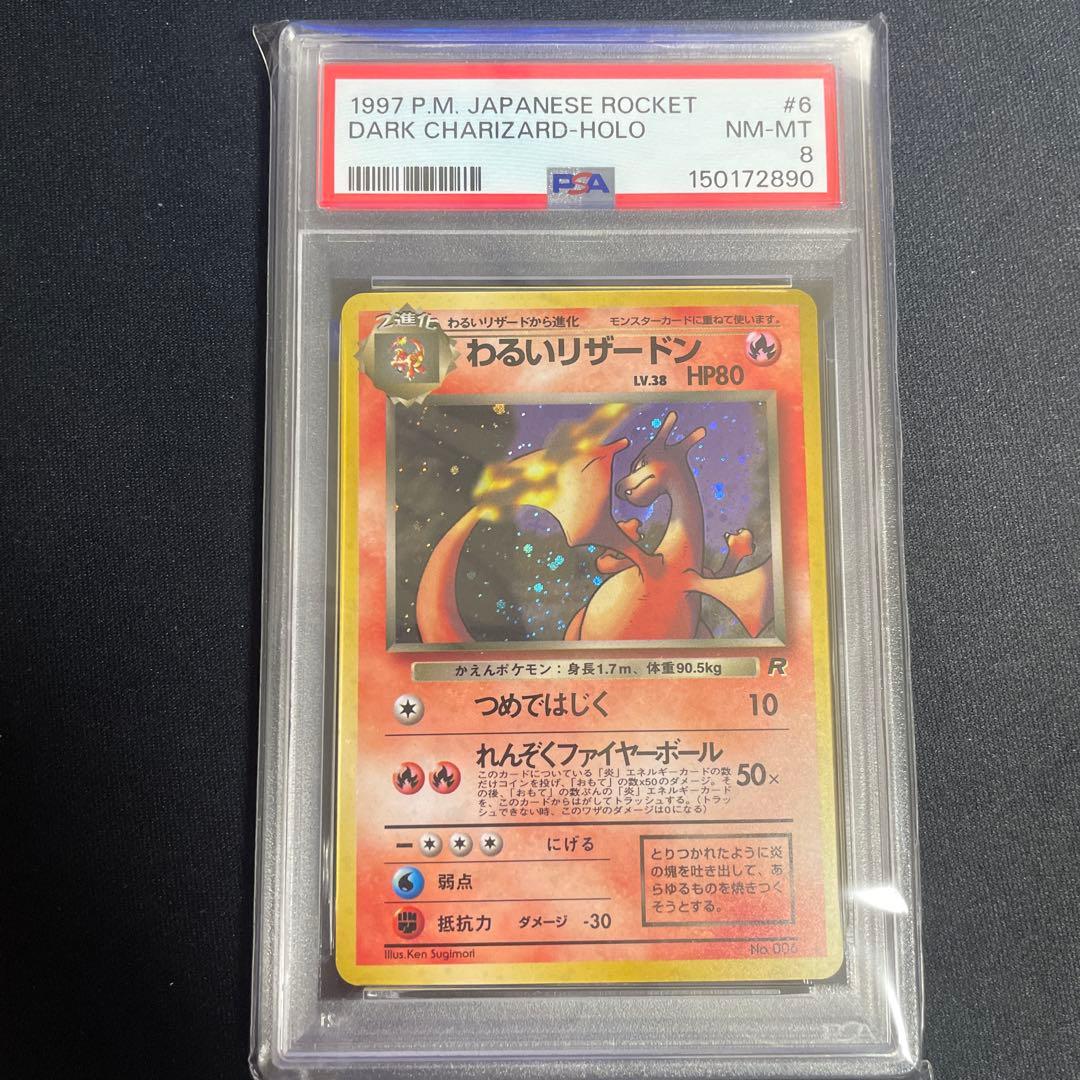 1997 P.M. JAPANESE ROCKET #6
DARK CHARIZARD-HOLO NM-MT
8
PSA 150172890
2進化 わるいリザードから進化 モンスターカードに重ねて使います。
わるいリザードン
LV.38 HP80
かえんポケモン：身長1.7m、体重90.5kg
R
つめではじく 10
れんぞくファイヤーボール
このカードについている「炎」エネルギーカードの数
だけコインを投げ、「おもて」の数x50のダメージ。そ
の後、「おもて」の数ぶんの「炎」エネルギーカード
を、このカードからはがしてトラッシュする。（トラッ
シュできない時、このワザのダメージは0になる）
50×
にげる
弱点
抵抗力 ダメージ -30
とりつかれたように炎
の塊を吐き出して、あ
らゆるものを焼きつく
そうとする。
Illus.Ken Sugimori No.006